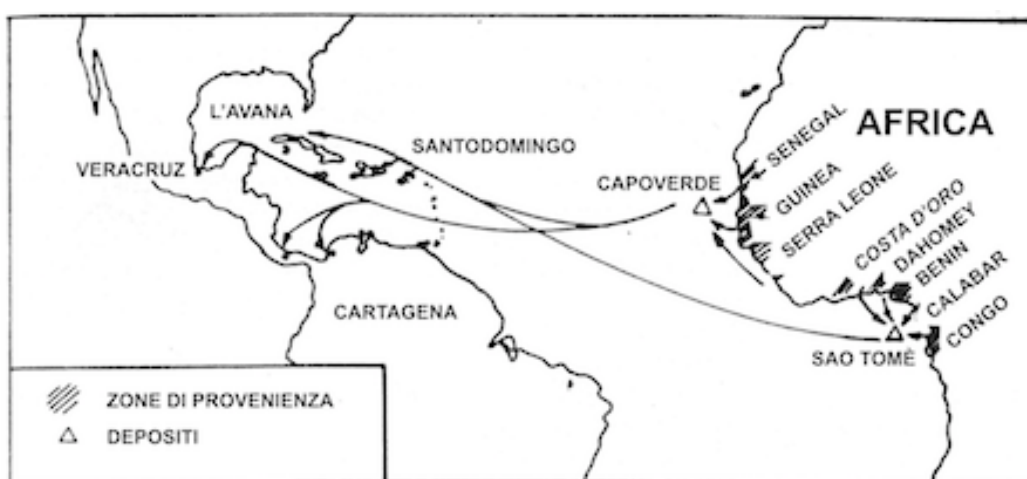 L'AVANA
VERACRUZ
SANTODOMINGO
CAPOVERDE
AFRICA
SENEGAL
GUINEA
SERRA LEONE
COSTA D'ORO
DAHOMEY
BENIN
CALABAR
CONGO
CARTAGENA
SAO TOMÈ
ZONE DI PROVENIENZA
DEPOSITI